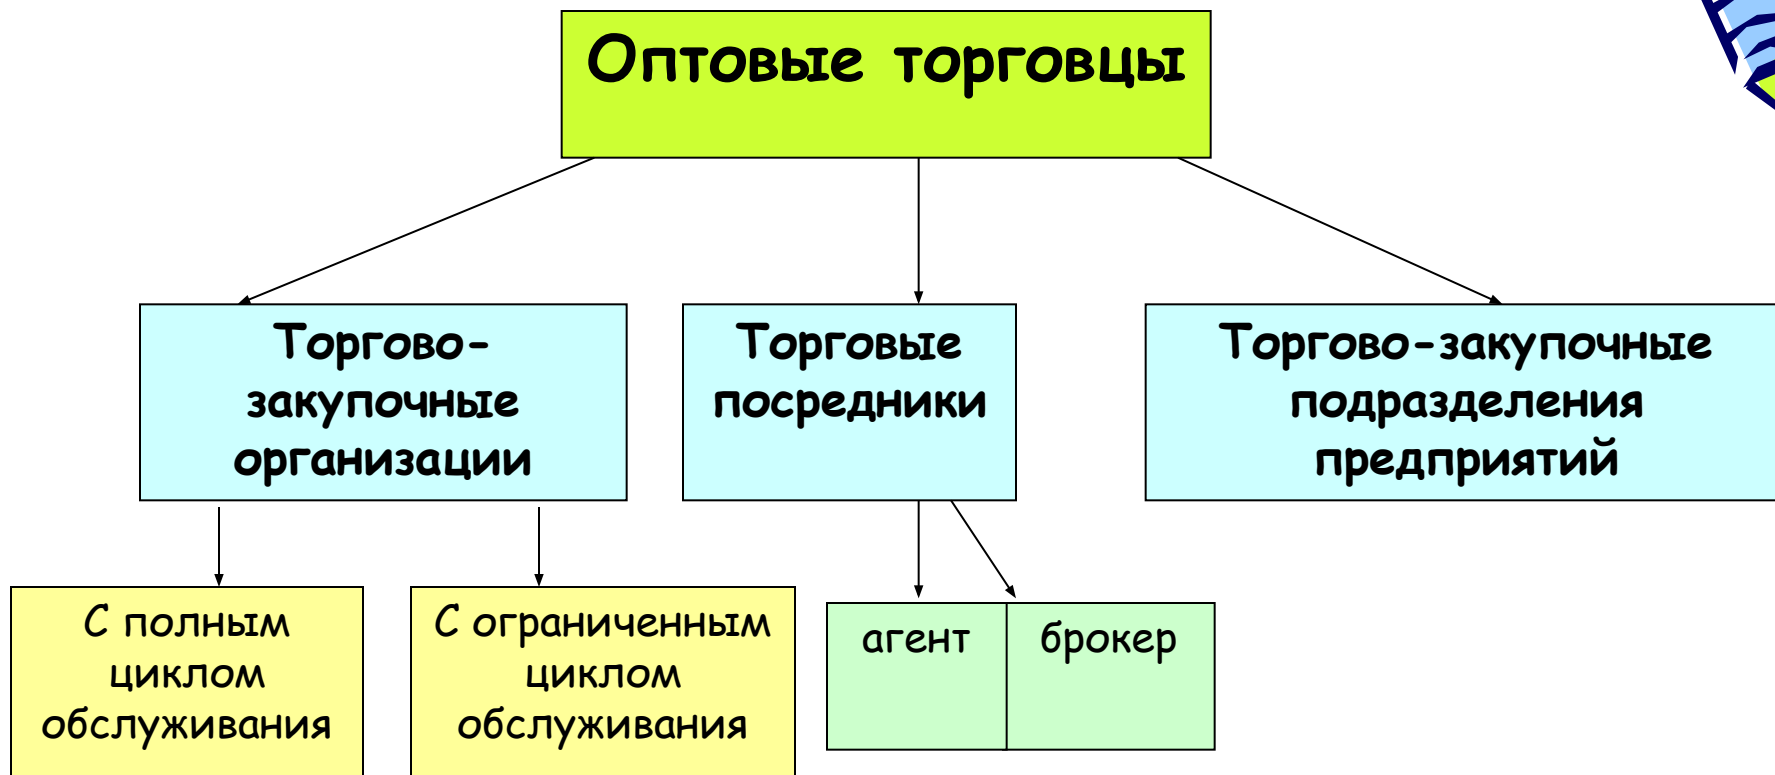 Оптовые торговцы
Торгово-
закупочные
организации
Торговые
посредники
Торгово-закупочные
подразделения
предприятий
С полным
циклом
обслуживания
С ограниченным
циклом
обслуживания
агент
брокер